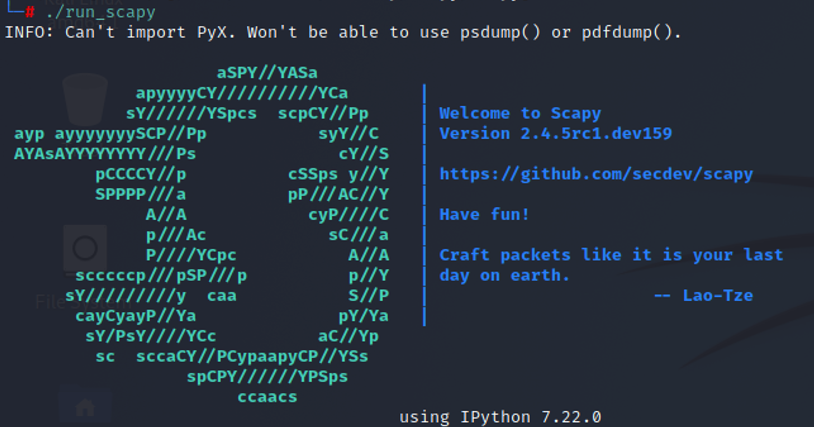 └─# ./run_scapy
INFO: Can't import PyX. Won't be able to use psdump() or pdfdump().
                     aSPY//YASa
             apyyyyCY//////////YCa       |
            sY//////YSpcs  scpCY//Pp     | Welcome to Scapy
 ayp ayyyyyyySCP//Pp           syY//C    | Version 2.4.5rc1.dev159
 AYAsAYYYYYYYY///Ps              cY//S   |
         pCCCCY//p          cSSps y//Y   | https://github.com/secdev/scapy
         SPPPP///a          pP///AC//Y   |
              A//A            cyP////C   | Have fun!
              p///Ac            sC///a   |
              P////YCpc           A//A   | Craft packets like it is your last
       scccccp///pSP///p          p//Y   | day on earth.
      sY/////////y  caa           S//P   |                      -- Lao-Tze
       cayCyayP//Ya              pY/Ya   |
        sY/PsY////YCc          aC//Yp
         sc  sccaCY//PCypaapyCP//YSs
                  spCPY//////YPSps
                       ccaacs
                                       using IPython 7.22.0